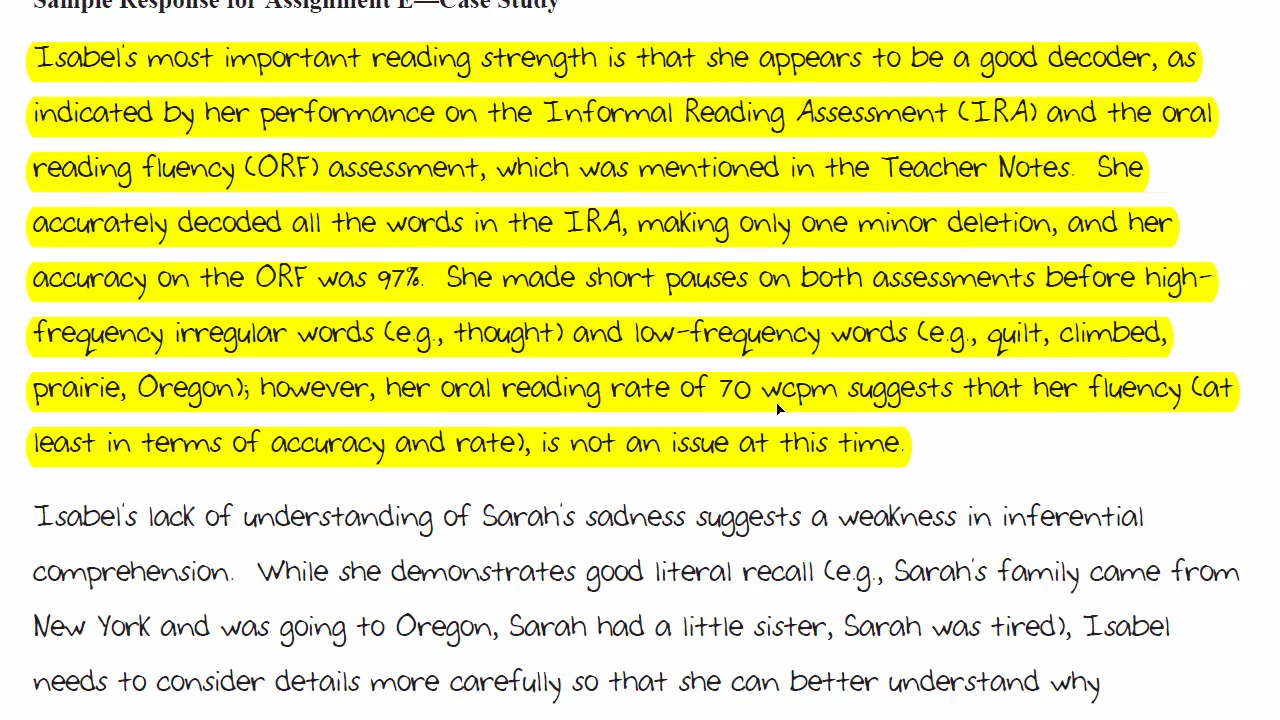 Sample Response for Assignment E—Case Study
Isabel's most important reading strength is that she appears to be a good decoder, as
indicated by her performance on the Informal Reading Assessment (IRA) and the oral
reading fluency (ORF) assessment, which was mentioned in the Teacher Notes. She
accurately decoded all the words in the IRA, making only one minor deletion, and her
accuracy on the ORF was 97%. She made short pauses on both assessments before high-
frequency irregular words (e.g., thought) and low-frequency words (e.g., quilt, climbed,
prairie, Oregon); however, her oral reading rate of 70 wcpm suggests that her fluency (at
least in terms of accuracy and rate), is not an issue at this time.
Isabel's lack of understanding of Sarah's sadness suggests a weakness in inferential
comprehension. While she demonstrates good literal recall (e.g., Sarah's family came from
New York and was going to Oregon, Sarah had a little sister, Sarah was tired), Isabel
needs to consider details more carefully so that she can better understand why